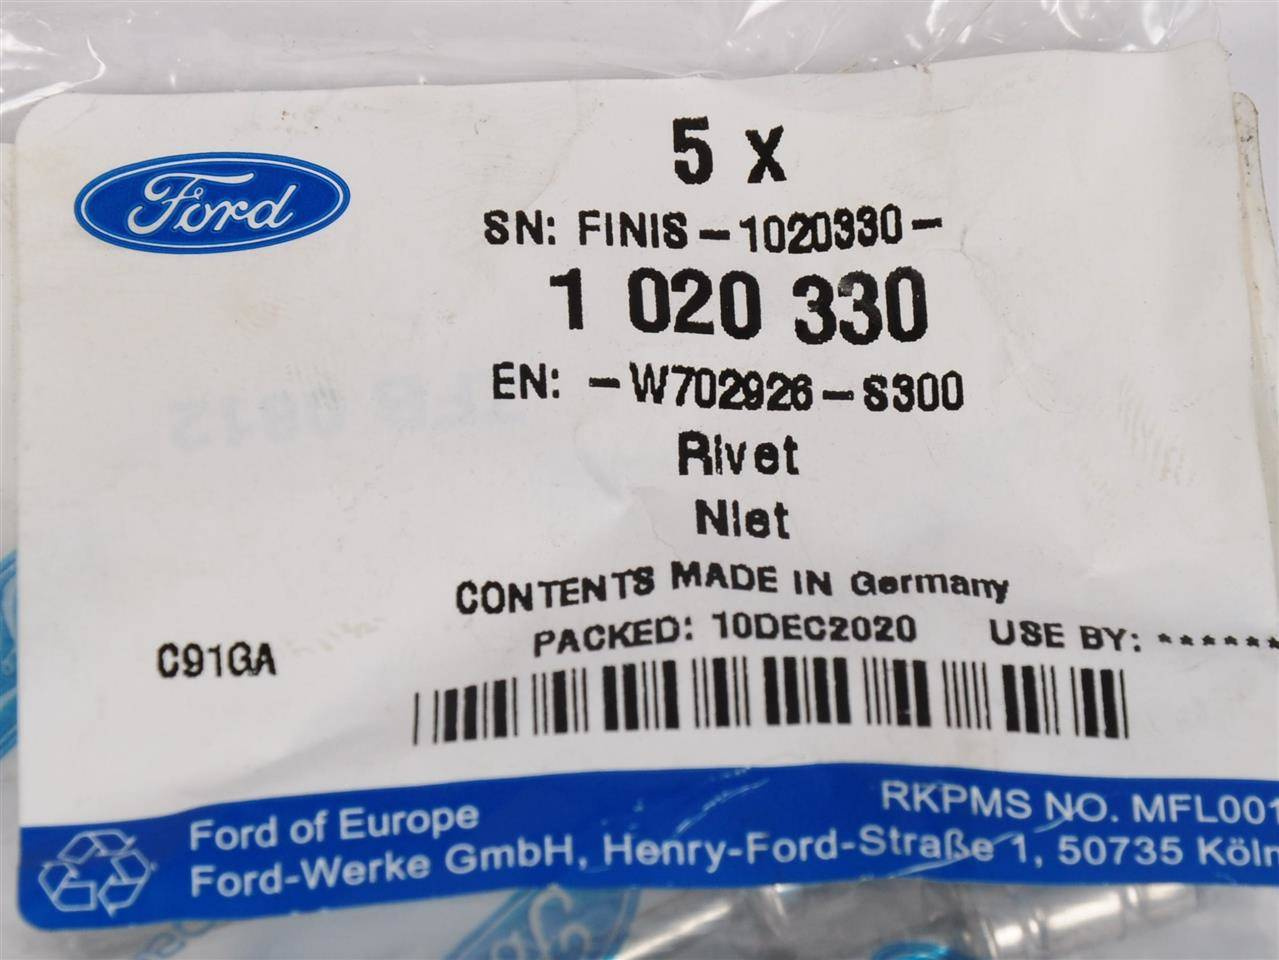 Ford
5 x
SN: FINIS-1020330-
1 020 330
EN: -W702926-S300
Rivet
Niet
CONTENTS MADE IN Germany
PACKED: 10DEC2020 USE BY: ******
C91GA
RKPMS NO. MFL001
Ford of Europe
Ford-Werke GmbH, Henry-Ford-Straße 1, 50735 Köln